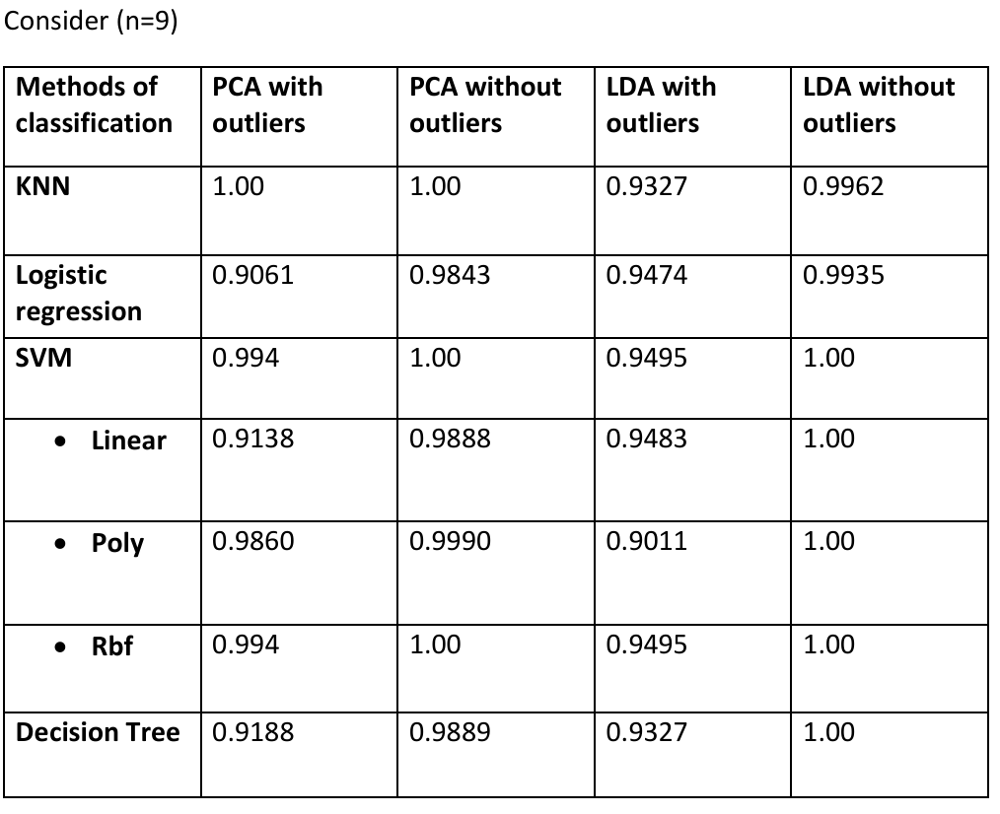 Consider (n=9)
Methods of classification | PCA with outliers | PCA without outliers | LDA with outliers | LDA without outliers
KNN | 1.00 | 1.00 | 0.9327 | 0.9962
Logistic regression | 0.9061 | 0.9843 | 0.9474 | 0.9935
SVM | 0.994 | 1.00 | 0.9495 | 1.00
• Linear | 0.9138 | 0.9888 | 0.9483 | 1.00
• Poly | 0.9860 | 0.9990 | 0.9011 | 1.00
• Rbf | 0.994 | 1.00 | 0.9495 | 1.00
Decision Tree | 0.9188 | 0.9889 | 0.9327 | 1.00